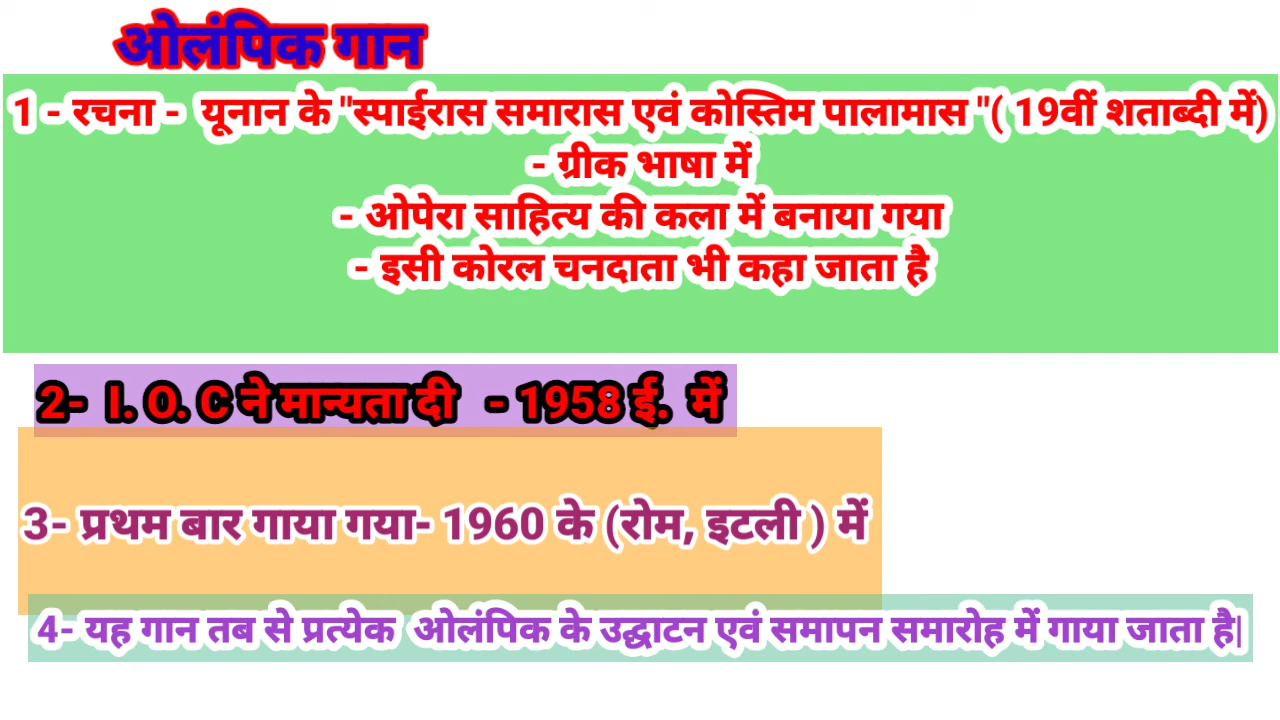 ओलंपिक गान
1 - रचना - यूनान के "स्पाईरास समारास एवं कोस्तिम पालामास "( 19वीं शताब्दी में)
- ग्रीक भाषा में
- ओपेरा साहित्य की कला में बनाया गया
- इसी कोरल चनदाता भी कहा जाता है
2- I. O. C ने मान्यता दी - 1958 ई. में
3- प्रथम बार गाया गया- 1960 के (रोम, इटली ) में
4- यह गान तब से प्रत्येक ओलंपिक के उद्घाटन एवं समापन समारोह में गाया जाता है|